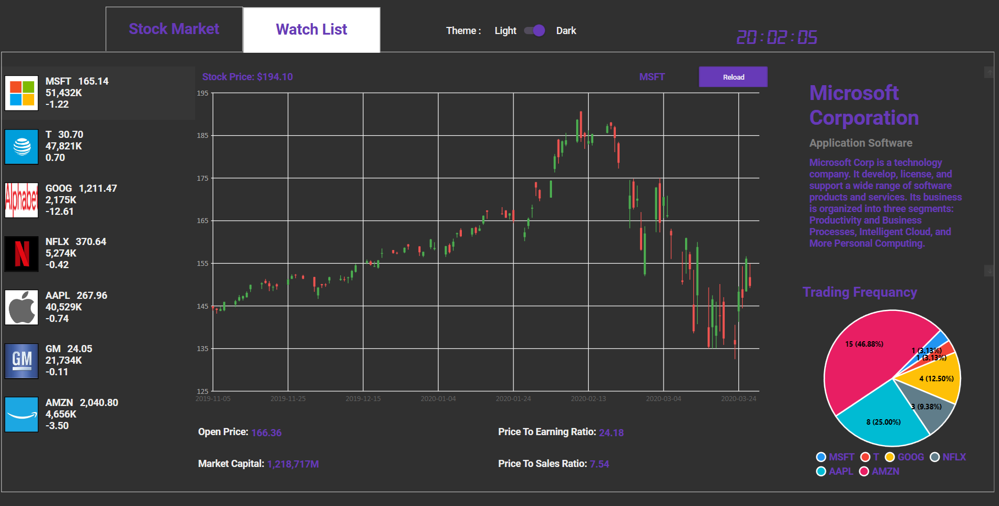 Stock Market
Watch List
Theme :
Light
Dark
20:02:05
MSFT 165.14
51,432K
-1.22
T 30.70
47,821K
0.70
Alphabet
GOOG 1,211.47
2,175K
-12.61
N
NFLX 370.64
5,274K
-0.42
AAPL 267.96
40,529K
-0.74
GM
GM 24.05
21,734K
-0.11
AMZN 2,040.80
4,656K
-3.50
Stock Price: $194.10
MSFT
Reload
195
185
175
165
155
145
135
125
2019-11-05
2019-11-25
2019-12-15
2020-01-04
2020-01-24
2020-02-13
2020-03-04
2020-03-24
Open Price: 166.36
Price To Earning Ratio: 24.18
Market Capital: 1,218,717M
Price To Sales Ratio: 7.54
Microsoft
Corporation
Application Software
Microsoft Corp is a technology
company. It develop, license, and
support a wide range of software
products and services. Its business
is organized into three segments:
Productivity and Business
Processes, Intelligent Cloud, and
More Personal Computing.
Trading Frequancy
15 (46.88%)
1 (3.13%)
1 (3.13%)
4 (12.50%)
3 (9.38%)
8 (25.00%)
MSFT T GOOG NFLX
AAPL AMZN